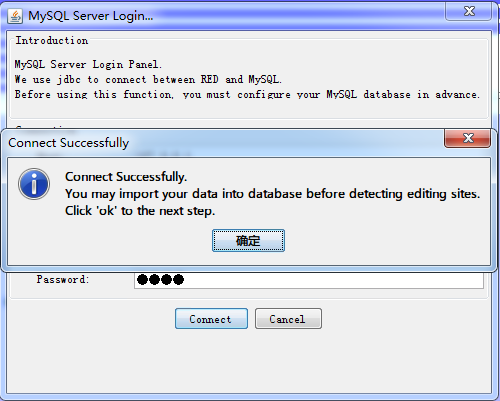 MySQL Server Login...
Introduction
MySQL Server Login Panel.
We use jdbc to connect between RED and MySQL.
Before using this function, you must configure your MySQL database in advance.
Connect Successfully
Connect Successfully.
You may import your data into database before detecting editing sites.
Click 'ok' to the next step.
确定
Password:
Connect
Cancel